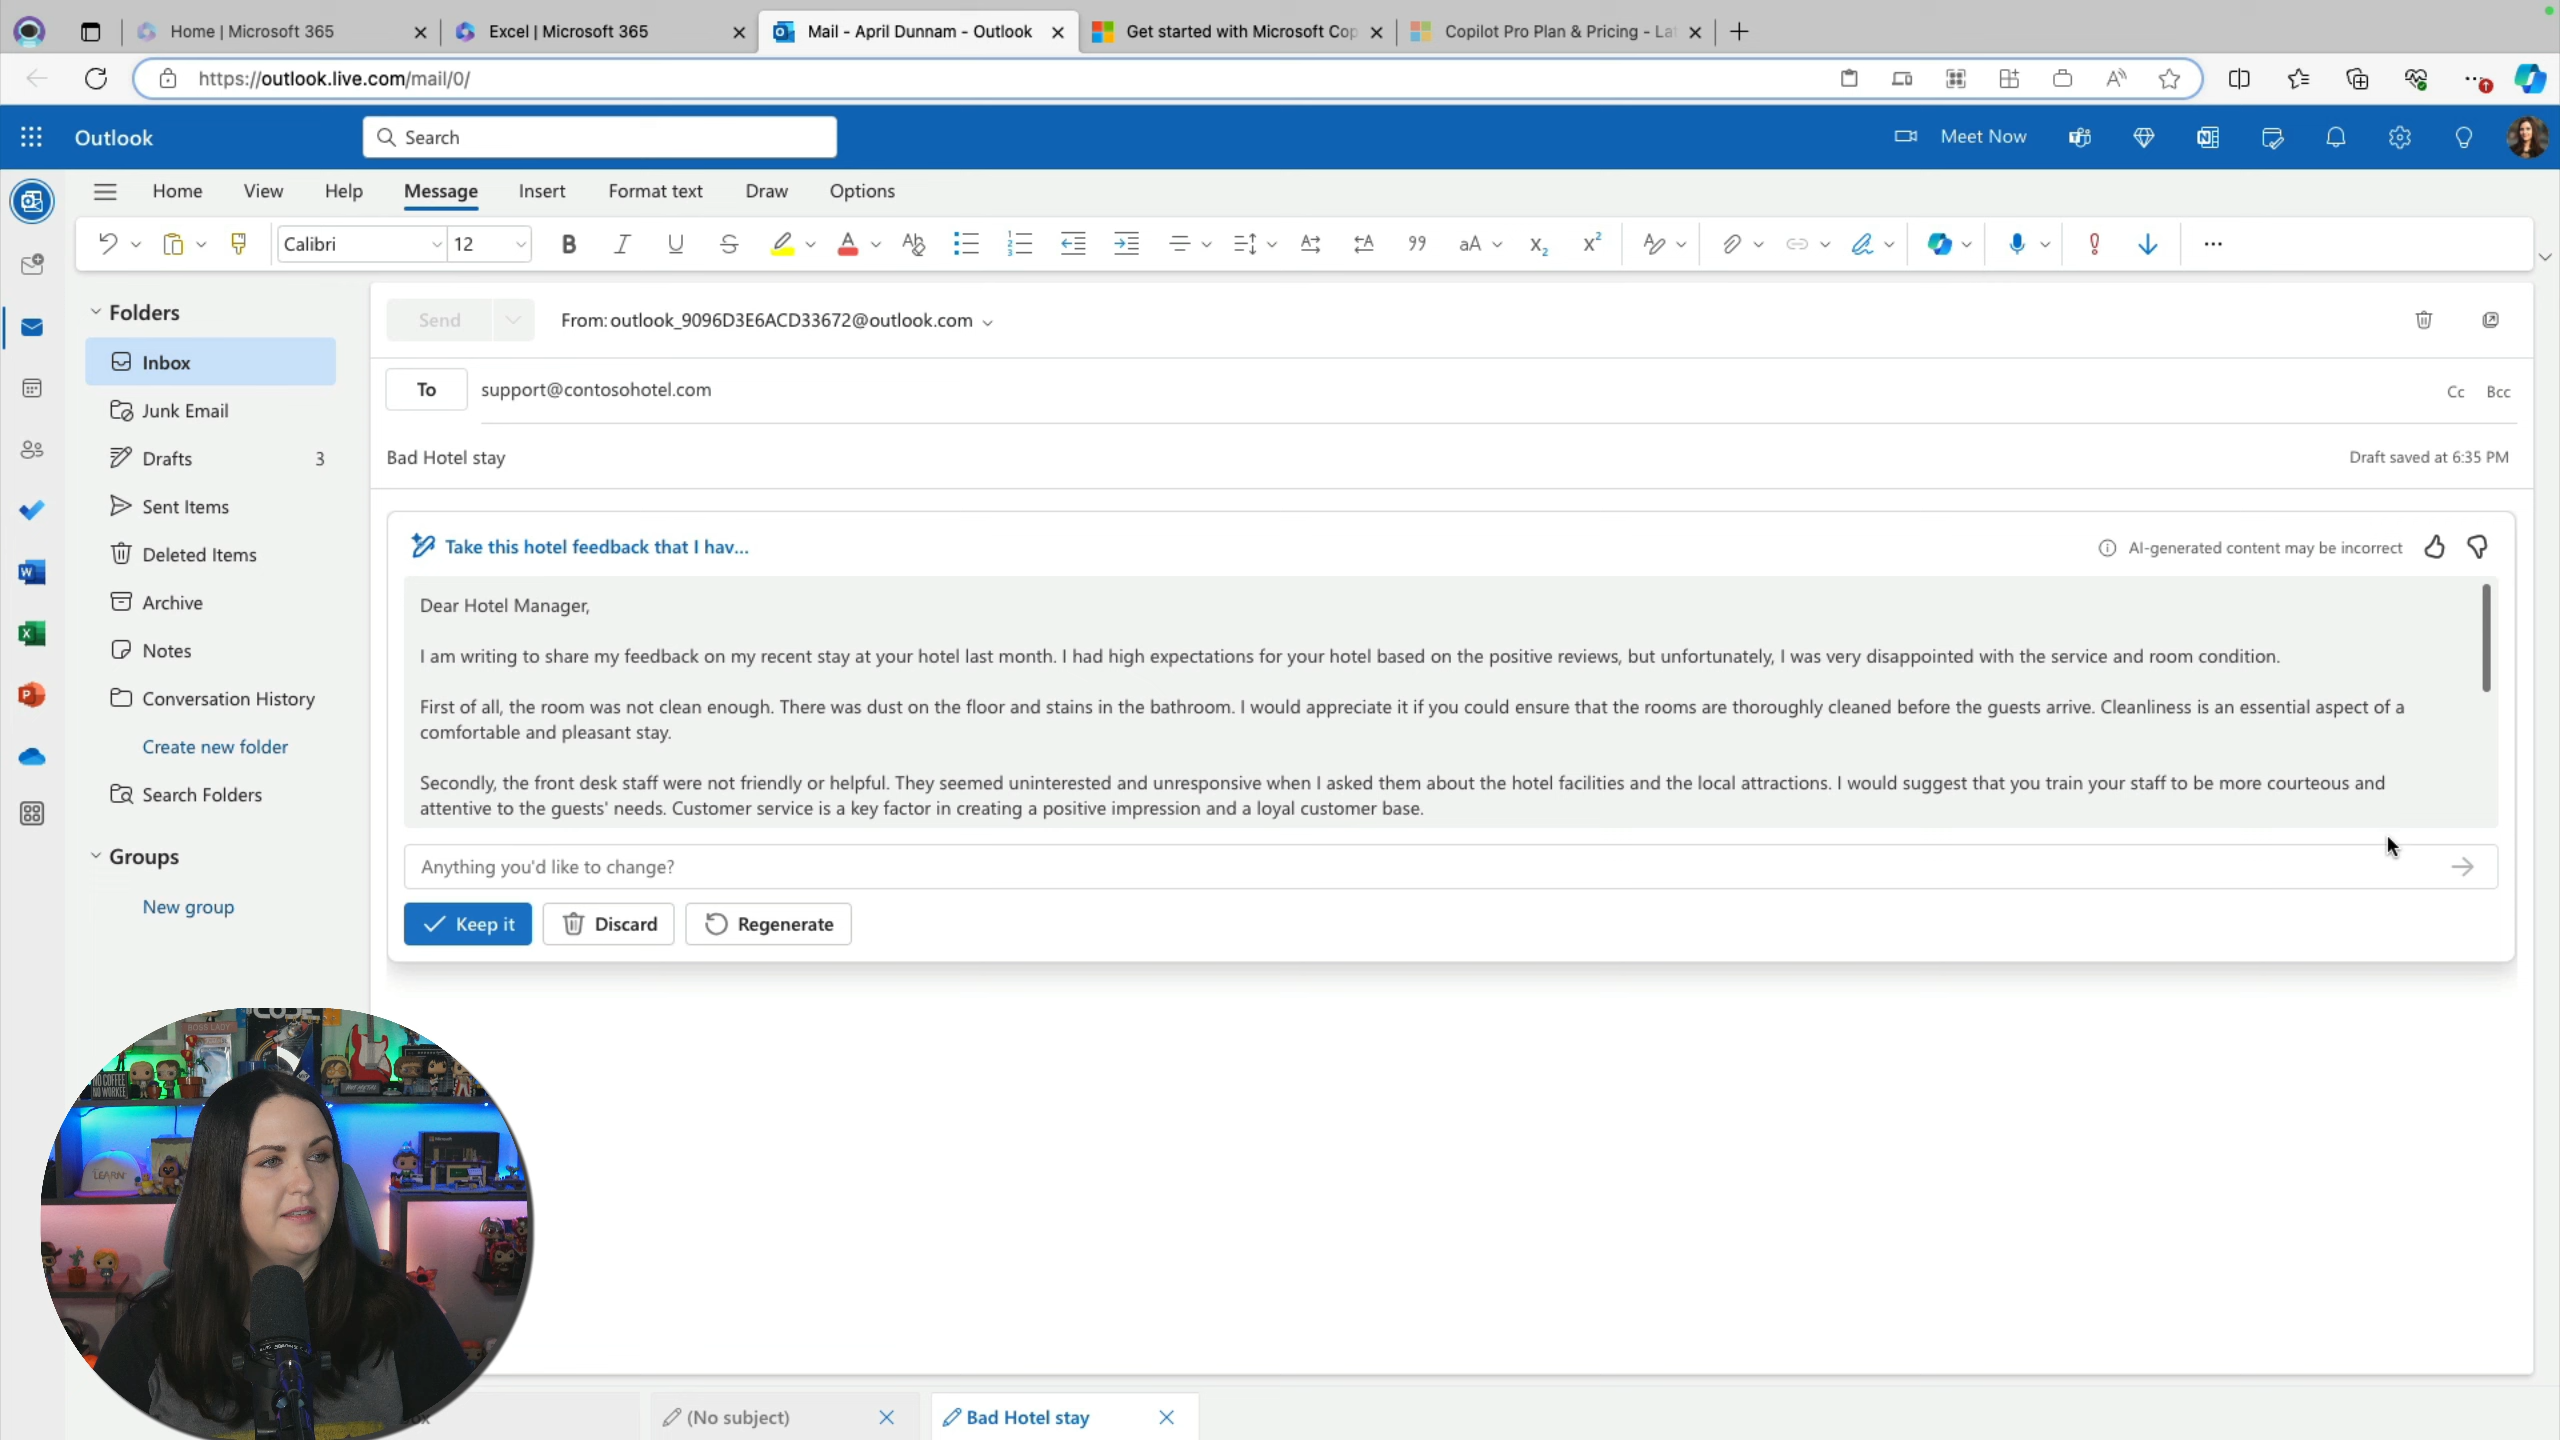 Home | Microsoft 365
Excel | Microsoft 365
Mail - April Dunnam - Outlook
Get started with Microsoft Cop
Copilot Pro Plan & Pricing - La
https://outlook.live.com/mail/0/
Outlook
Search
Meet Now
Home
View
Help
Message
Insert
Format text
Draw
Options
Calibri
12
Folders
Inbox
Junk Email
Drafts 3
Sent Items
Deleted Items
Archive
Notes
Conversation History
Create new folder
Search Folders
Groups
New group
Send
From: outlook_9096D3E6ACD33672@outlook.com
To
support@contosohotel.com
Cc
Bcc
Bad Hotel stay
Draft saved at 6:35 PM
Take this hotel feedback that I hav...
AI-generated content may be incorrect
Dear Hotel Manager,
I am writing to share my feedback on my recent stay at your hotel last month. I had high expectations for your hotel based on the positive reviews, but unfortunately, I was very disappointed with the service and room condition.
First of all, the room was not clean enough. There was dust on the floor and stains in the bathroom. I would appreciate it if you could ensure that the rooms are thoroughly cleaned before the guests arrive. Cleanliness is an essential aspect of a
comfortable and pleasant stay.
Secondly, the front desk staff were not friendly or helpful. They seemed uninterested and unresponsive when I asked them about the hotel facilities and the local attractions. I would suggest that you train your staff to be more courteous and
attentive to the guests' needs. Customer service is a key factor in creating a positive impression and a loyal customer base.
Anything you'd like to change?
Keep it
Discard
Regenerate
BOSS LADY
CODE
NO COFFEE
NO WORKEE
LEARN
(No subject)
Bad Hotel stay